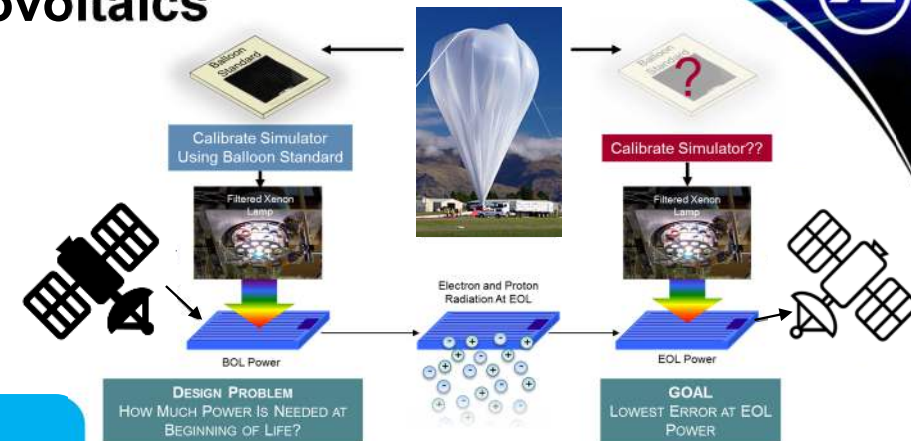 ovoltaics
Balloon
Standard
Balloon
Standard
?
Calibrate Simulator
Using Balloon Standard
Calibrate Simulator??
Filtered Xenon
Lamp
Filtered Xenon
Lamp
Electron and Proton
Radiation At EOL
BOL Power
EOL Power
DESIGN PROBLEM
HOW MUCH POWER IS NEEDED AT
BEGINNING OF LIFE?
GOAL
LOWEST ERROR AT EOL
POWER